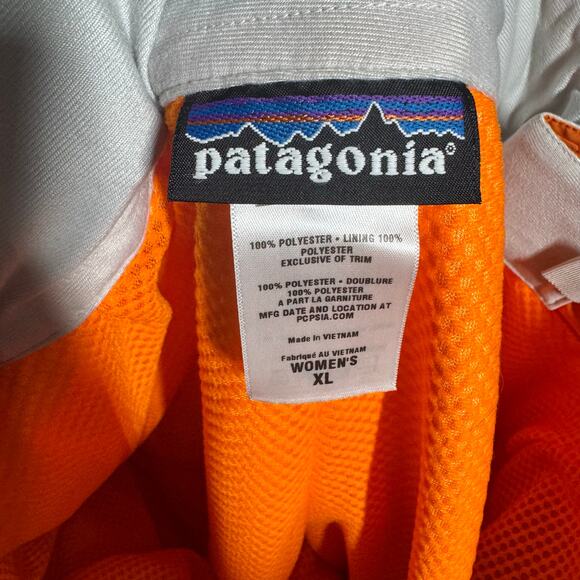 patagonia®
100% POLYESTER • LINING 100%
POLYESTER
EXCLUSIVE OF TRIM
100% POLYESTER • DOUBLURE
100% POLYESTER
A PART LA GARNITURE
MFG DATE AND LOCATION AT
PCPSIA.COM
Made in VIETNAM
Fabriqué AU VIETNAM
WOMEN'S
XL